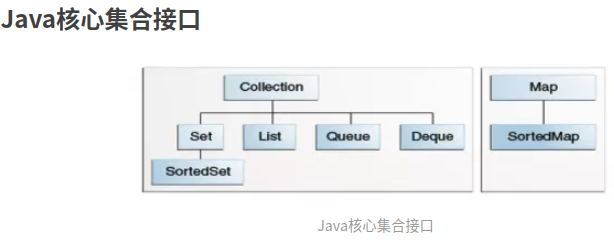 Java核心集合接口
Collection
Map
Set
List
Queue
Deque
SortedMap
SortedSet
Java核心集合接口